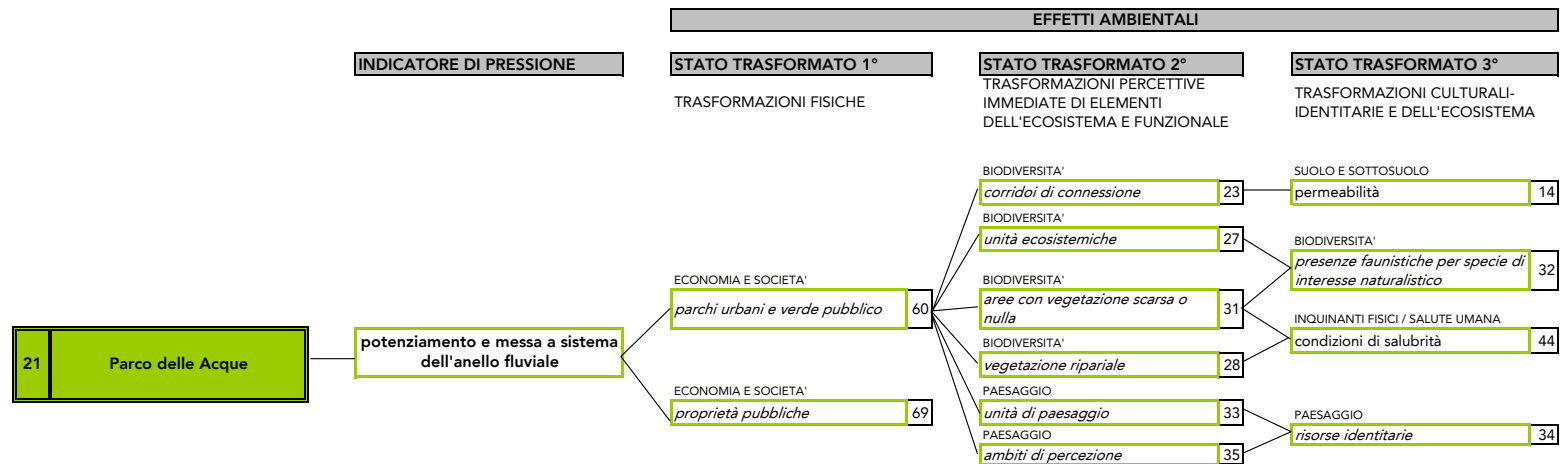 EFFETTI AMBIENTALI
INDICATORE DI PRESSIONE
STATO TRASFORMATO 1°
STATO TRASFORMATO 2°
STATO TRASFORMATO 3°
TRASFORMAZIONI FISICHE
TRASFORMAZIONI PERCETTIVE
IMMEDIATE DI ELEMENTI
DELL'ECOSISTEMA E FUNZIONALE
TRASFORMAZIONI CULTURALI-
IDENTITARIE E DELL'ECOSISTEMA
21 Parco delle Acque
potenziamento e messa a sistema
dell'anello fluviale
ECONOMIA E SOCIETA'
parchi urbani e verde pubblico 60
ECONOMIA E SOCIETA'
proprietà pubbliche 69
BIODIVERSITA'
corridoi di connessione 23
BIODIVERSITA'
unità ecosistemiche 27
BIODIVERSITA'
aree con vegetazione scarsa o
nulla 31
BIODIVERSITA'
vegetazione ripariale 28
PAESAGGIO
unità di paesaggio 33
PAESAGGIO
ambiti di percezione 35
SUOLO E SOTTOSUOLO
permeabilità 14
BIODIVERSITA'
presenze faunistiche per specie di
interesse naturalistico 32
INQUINANTI FISICI / SALUTE UMANA
condizioni di salubrità 44
PAESAGGIO
risorse identitarie 34